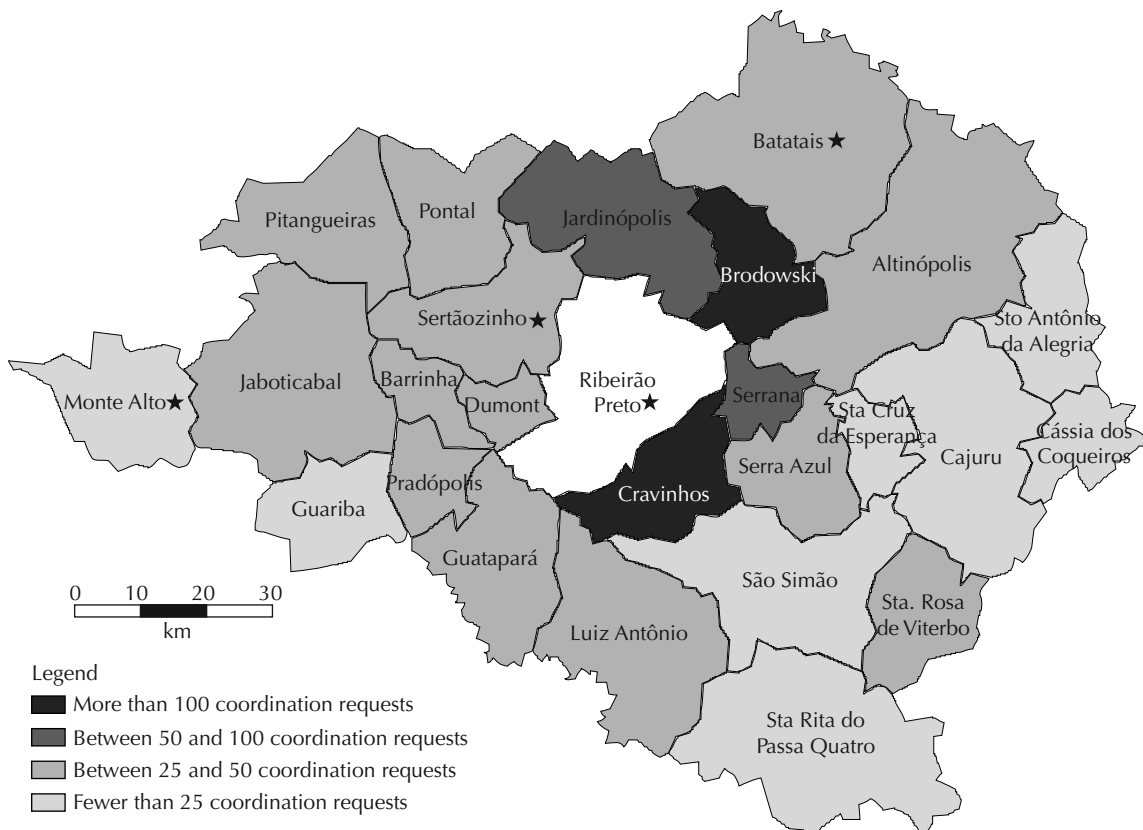 Batatais
Pitangueiras
Pontal
Jardinópolis
Brodowski
Altinópolis
Sertãozinho
Sto Antônio
da Alegria
Jaboticabal
Barrinha
Ribeirão
Preto
Monte Alto
Dumont
Serrana
Sta Cruz
da Esperança
Cássia dos
Coqueiros
Cajuru
Serra Azul
Pradópolis
Cravinhos
Guariba
Guatapará
São Simão
Sta. Rosa
de Viterbo
Luiz Antônio
Sta Rita do
Passa Quatro
0 10 20 30
km
Legend
More than 100 coordination requests
Between 50 and 100 coordination requests
Between 25 and 50 coordination requests
Fewer than 25 coordination requests